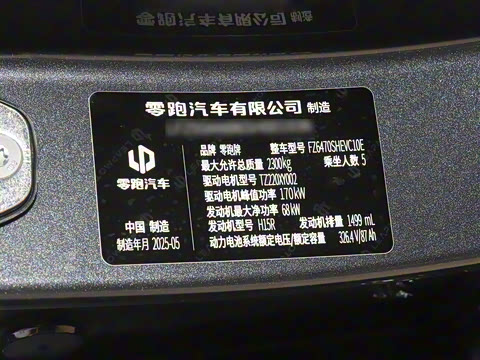 零跑汽车有限公司 制造
品牌 零跑牌 整车型号 FZ6470SHEVC10E
最大允许总质量 2300kg 乘坐人数 5
驱动电机型号 TZ220XY002
驱动电机峰值功率 170kW
发动机最大净功率 68kW
发动机型号 H15R 发动机排量 1499 mL
动力电池系统额定电压/额定容量 326.4V/87Ah
零跑汽车
中国 制造
制造年月 2025-05